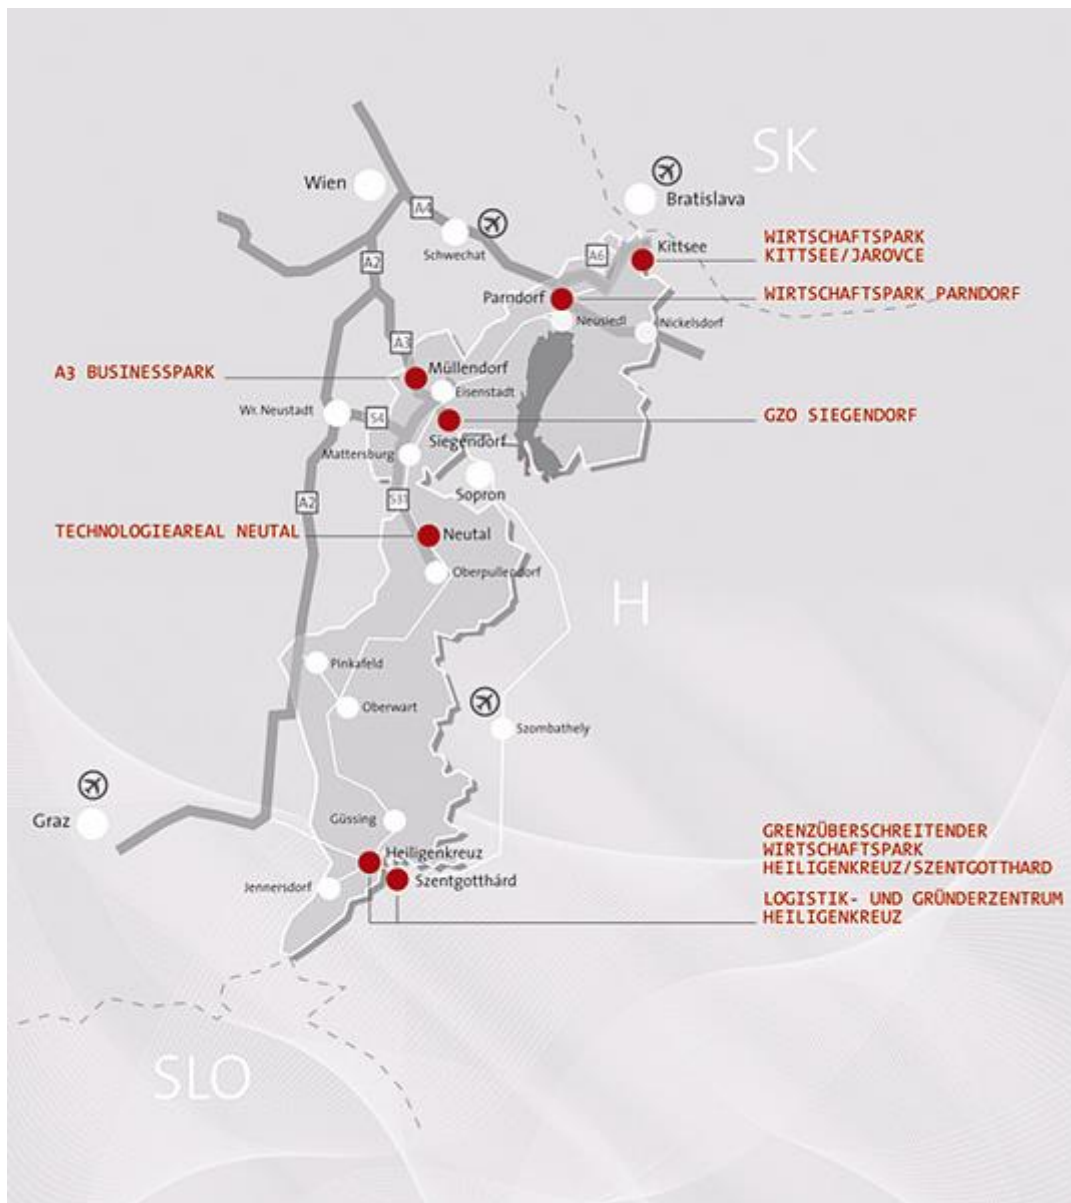 SK
Wien
Bratislava
A4
Schwechat
Kittsee
WIRTSCHAFTSPARK
KITTSEE/JAROVCE
A6
A2
Parndorf
WIRTSCHAFTSPARK PARNDORF
Neusiedl
Nickelsdorf
A3
A3 BUSINESSPARK
Müllendorf
Eisenstadt
Wr. Neustadt
S4
GZO SIEGENDORF
Siegendorf
Mattersburg
Sopron
A2
S31
TECHNOLOGIEAREAL NEUTAL
Neutal
Oberpullendorf
H
Pinkafeld
Oberwart
Szombathely
Graz
Güssing
GRENZÜBERSCHREITENDER
WIRTSCHAFTSPARK
HEILIGENKREUZ/SZENTGOTTHARD
Heiligenkreuz
Szentgotthárd
Jennersdorf
LOGISTIK- UND GRÜNDERZENTRUM
HEILIGENKREUZ
SLO